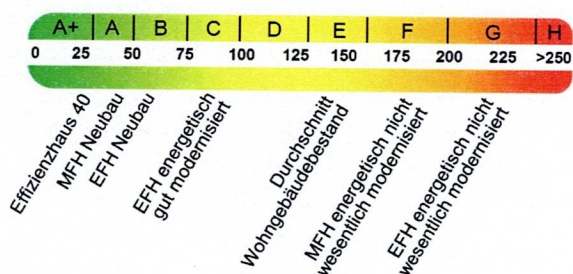 A+ A B C D E F G H
0 25 50 75 100 125 150 175 200 225 >250
Effizienzhaus 40
MFH Neubau
EFH Neubau
EFH energetisch
gut modernisiert
Durchschnitt
Wohngebäudebestand
MFH energetisch nicht
wesentlich modernisiert
EFH energetisch nicht
wesentlich modernisiert